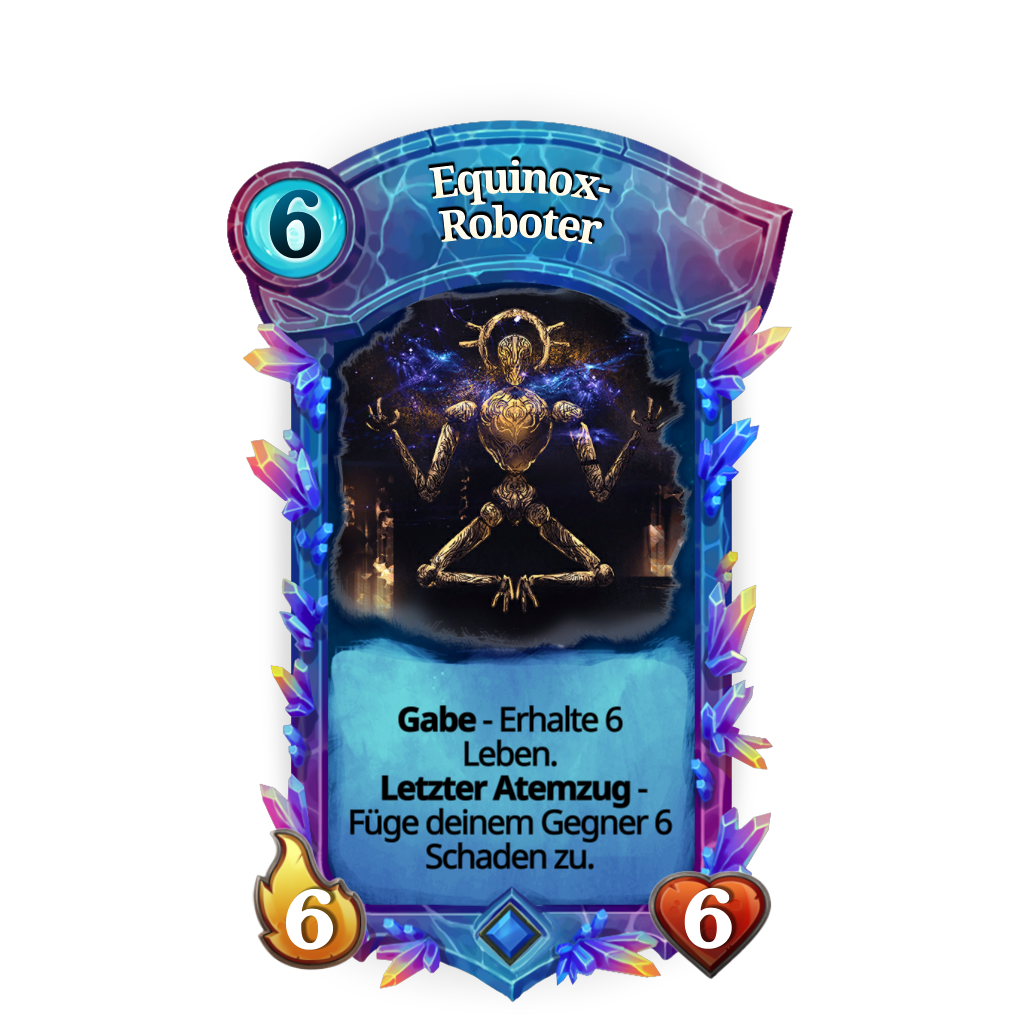 6
Equinox-
Roboter
Gabe - Erhalte 6
Leben.
Letzter Atemzug -
Füge deinem Gegner 6
Schaden zu.
6
6